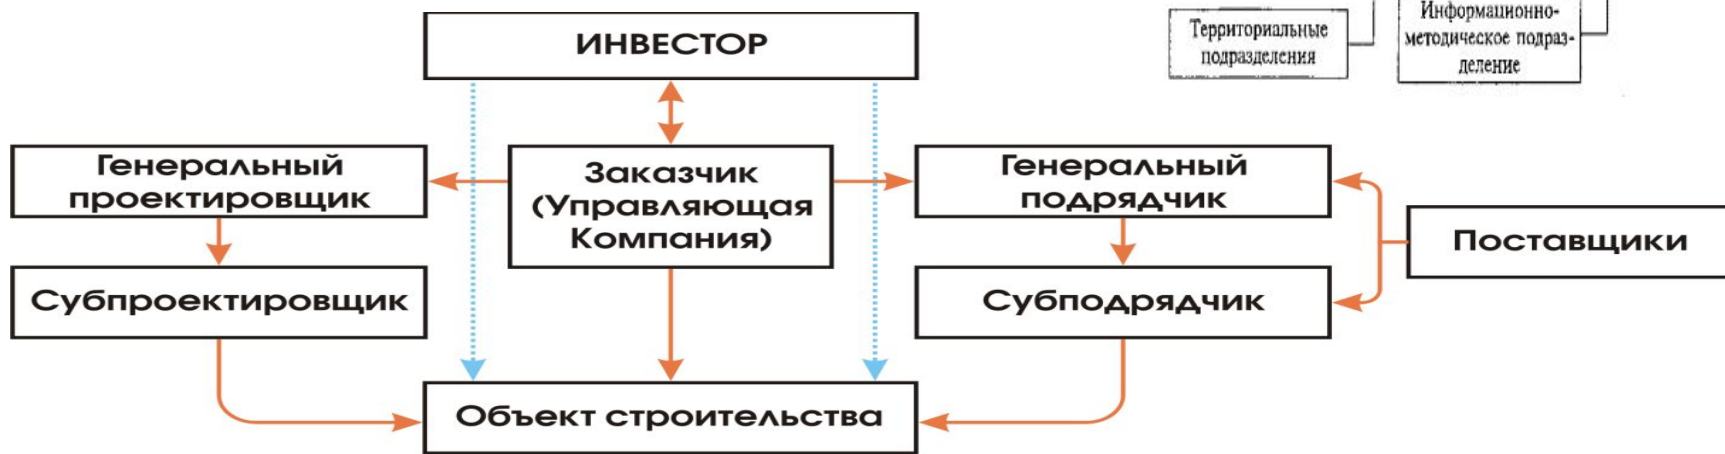 ИНВЕСТОР
Территориальные
подразделения
Информационно-
методическое подраз-
деление
Генеральный
проектировщик
Заказчик
(Управляющая
Компания)
Генеральный
подрядчик
Поставщики
Субпроектировщик
Субподрядчик
Объект строительства